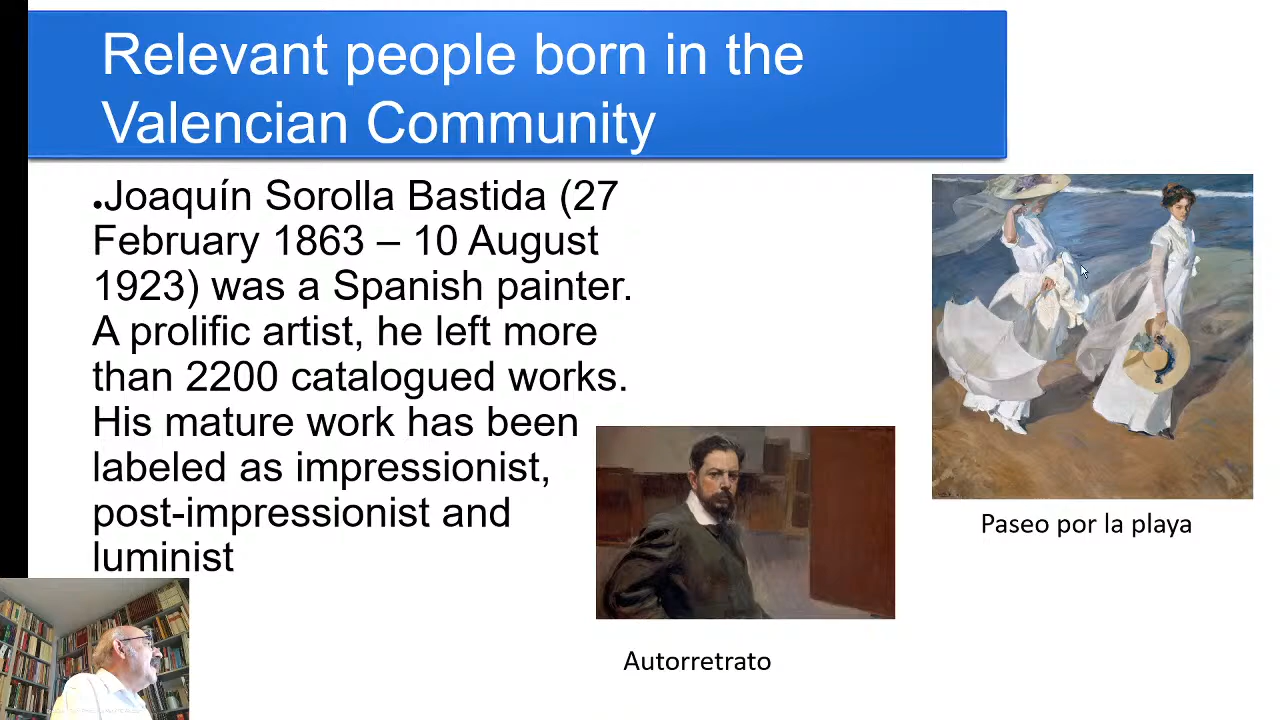 Relevant people born in the
Valencian Community
●Joaquín Sorolla Bastida (27
February 1863 – 10 August
1923) was a Spanish painter.
A prolific artist, he left more
than 2200 catalogued works.
His mature work has been
labeled as impressionist,
post-impressionist and
luminist
Paseo por la playa
Autorretrato